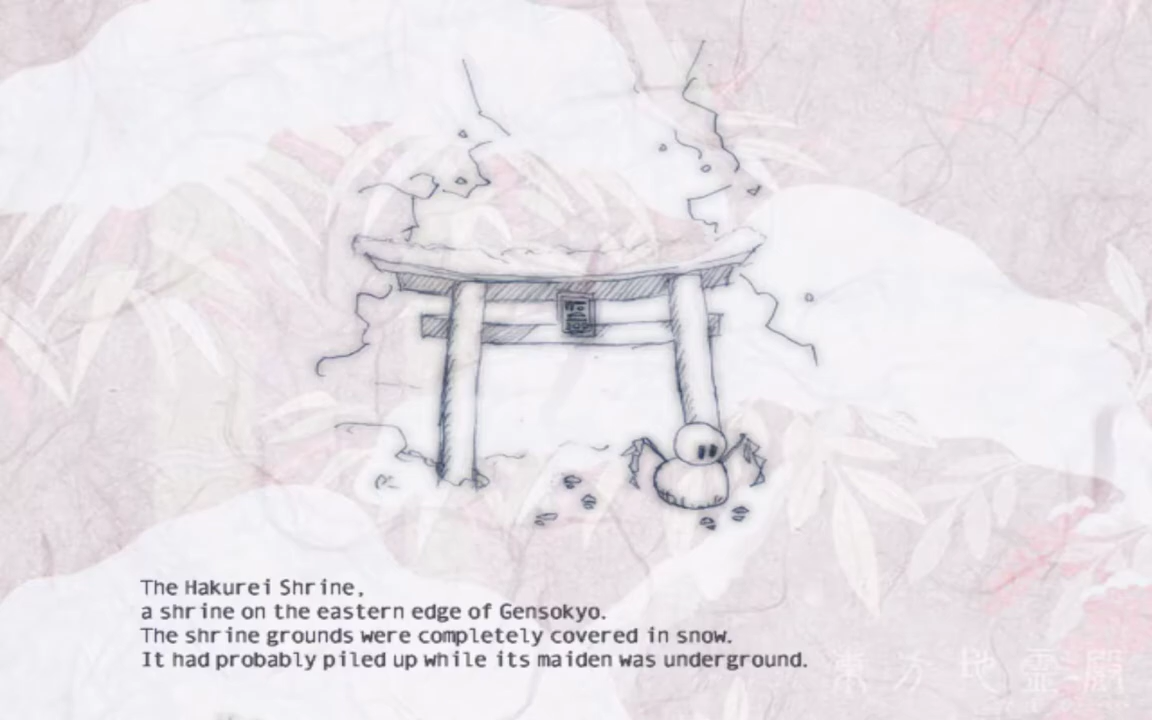 The Hakurei Shrine,
a shrine on the eastern edge of Gensokyo.
The shrine grounds were completely covered in snow.
It had probably piled up while its maiden was underground.
東方地霊殿